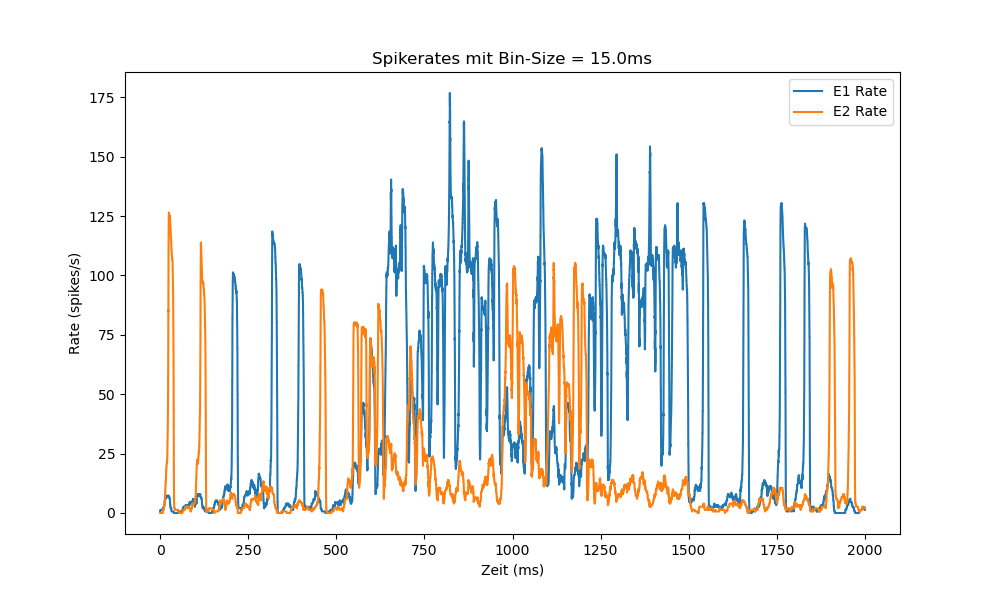 Spikerates mit Bin-Size = 15.0ms
E1 Rate
E2 Rate
175
150
125
100
75
50
25
0
Rate (spikes/s)
0 250 500 750 1000 1250 1500 1750 2000
Zeit (ms)